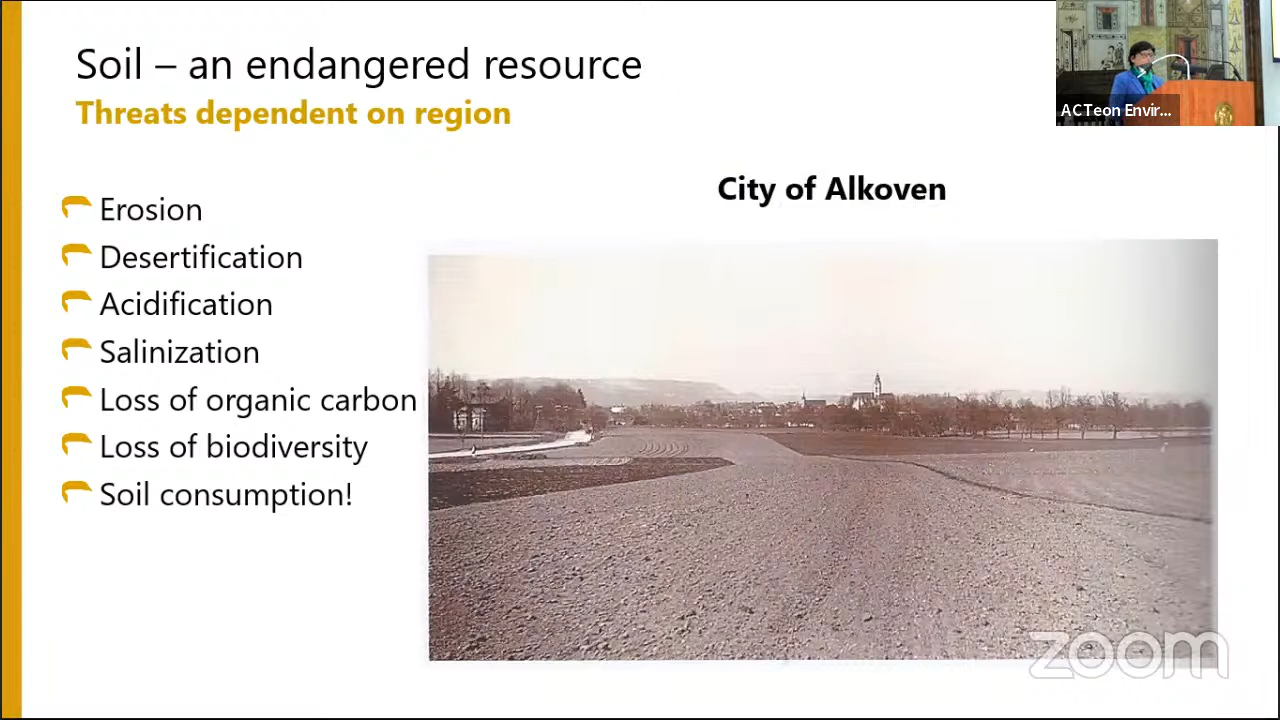 Soil – an endangered resource
Threats dependent on region
ACTeon Envir...
City of Alkoven
Erosion
Desertification
Acidification
Salinization
Loss of organic carbon
Loss of biodiversity
Soil consumption!
zoom